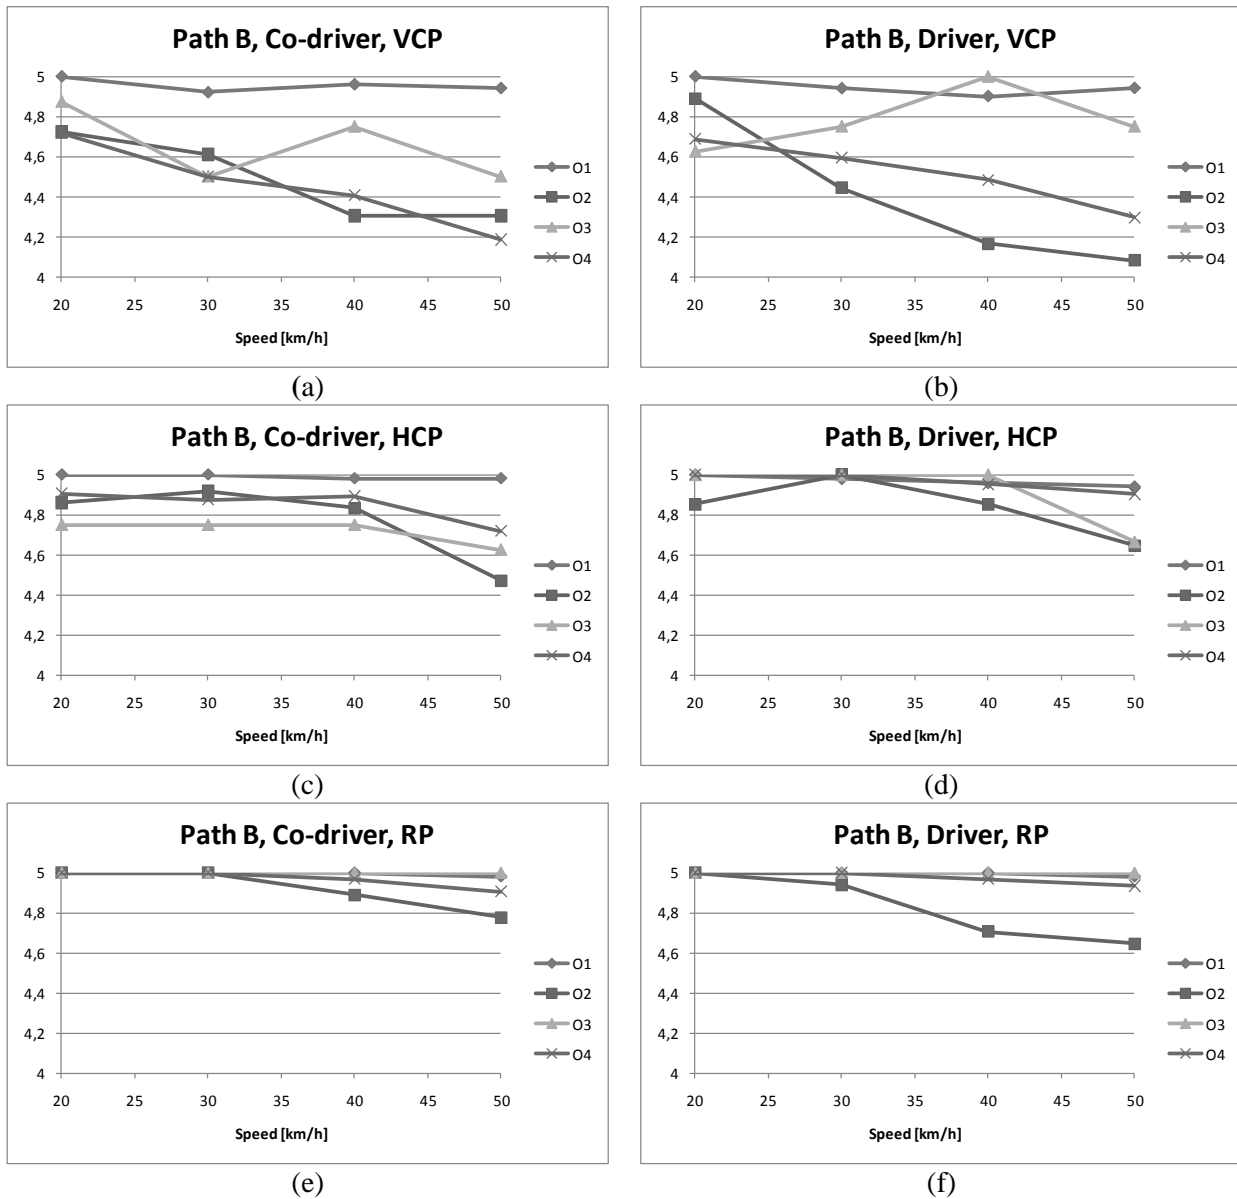 Path B, Co-driver, VCP
5
4,8
4,6
4,4
4,2
4
20 25 30 35 40 45 50
Speed [km/h]
O1
O2
O3
O4
(a)
Path B, Driver, VCP
5
4,8
4,6
4,4
4,2
4
20 25 30 35 40 45 50
Speed [km/h]
O1
O2
O3
O4
(b)
Path B, Co-driver, HCP
5
4,8
4,6
4,4
4,2
4
20 25 30 35 40 45 50
Speed [km/h]
O1
O2
O3
O4
(c)
Path B, Driver, HCP
5
4,8
4,6
4,4
4,2
4
20 25 30 35 40 45 50
Speed [km/h]
O1
O2
O3
O4
(d)
Path B, Co-driver, RP
5
4,8
4,6
4,4
4,2
4
20 25 30 35 40 45 50
Speed [km/h]
O1
O2
O3
O4
(e)
Path B, Driver, RP
5
4,8
4,6
4,4
4,2
4
20 25 30 35 40 45 50
Speed [km/h]
O1
O2
O3
O4
(f)